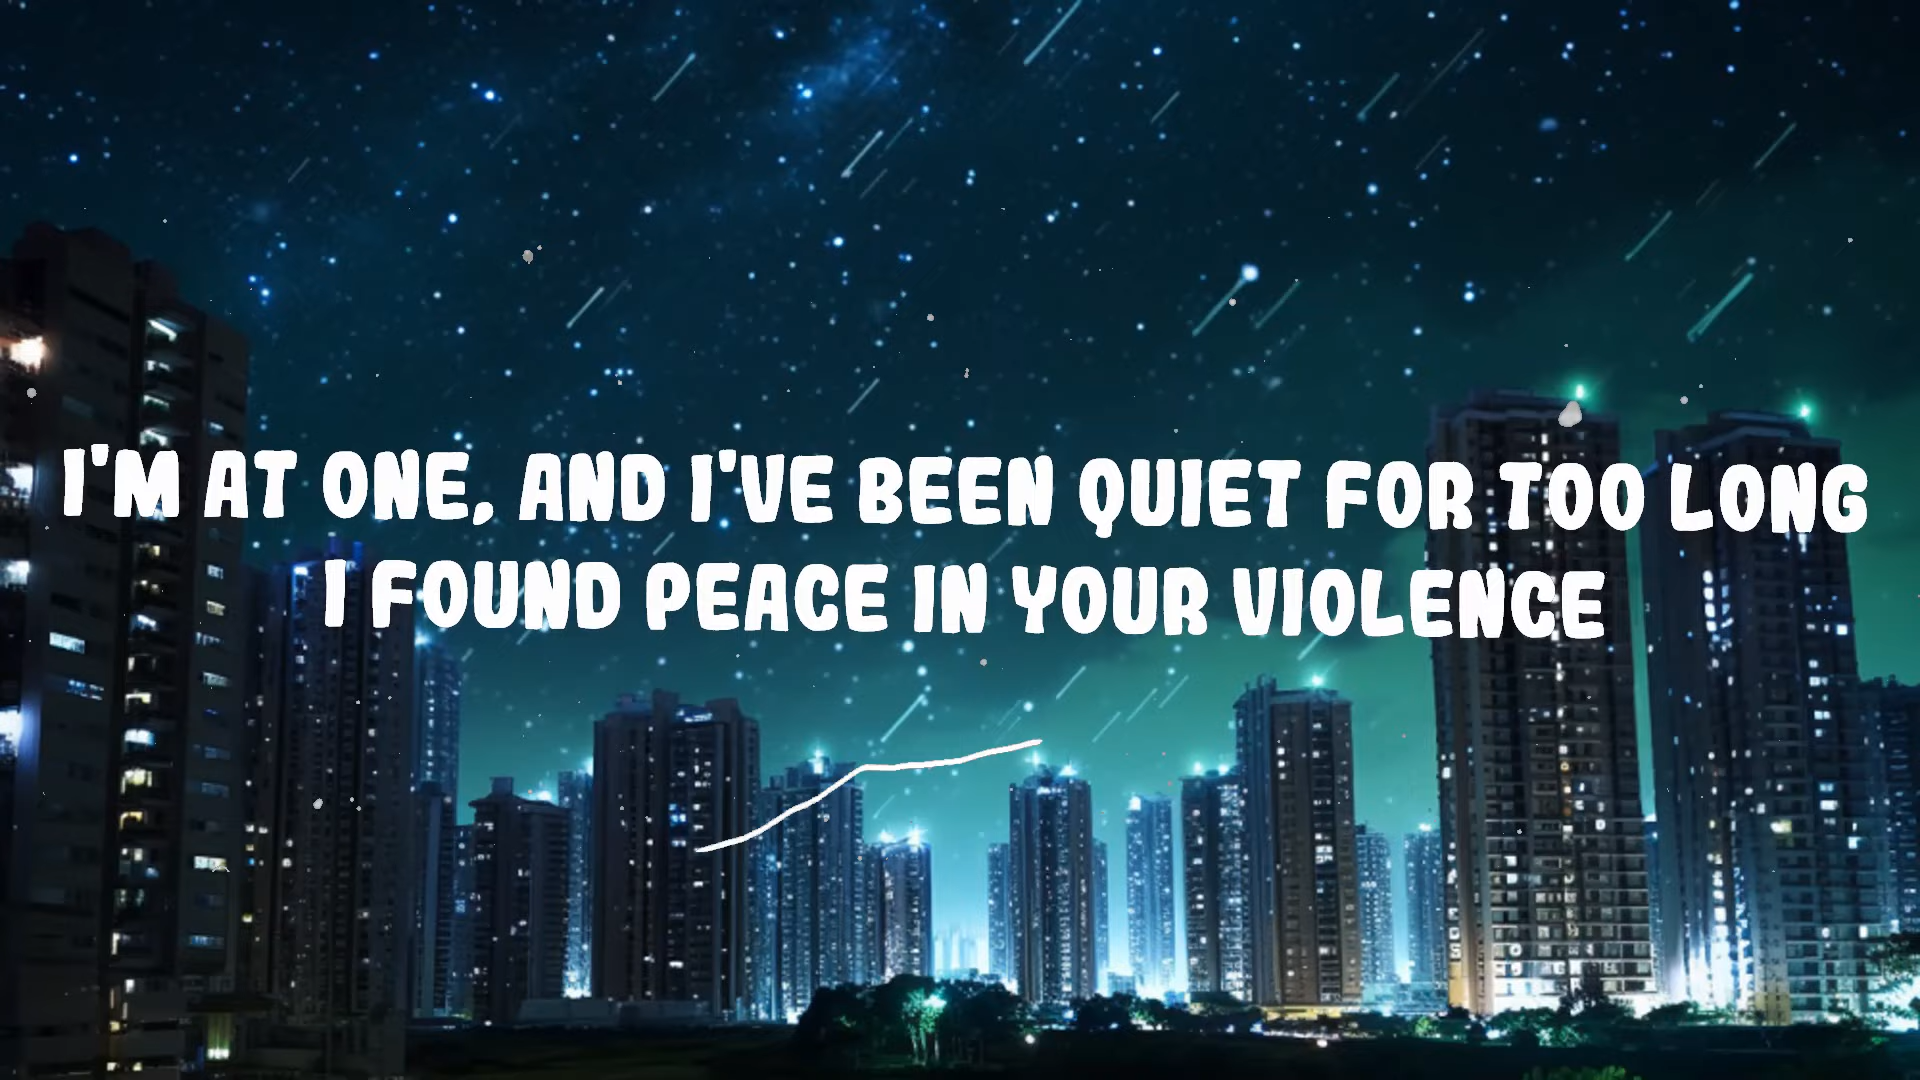 I'M AT ONE, AND I'VE BEEN QUIET FOR TOO LONG
I FOUND PEACE IN YOUR VIOLENCE